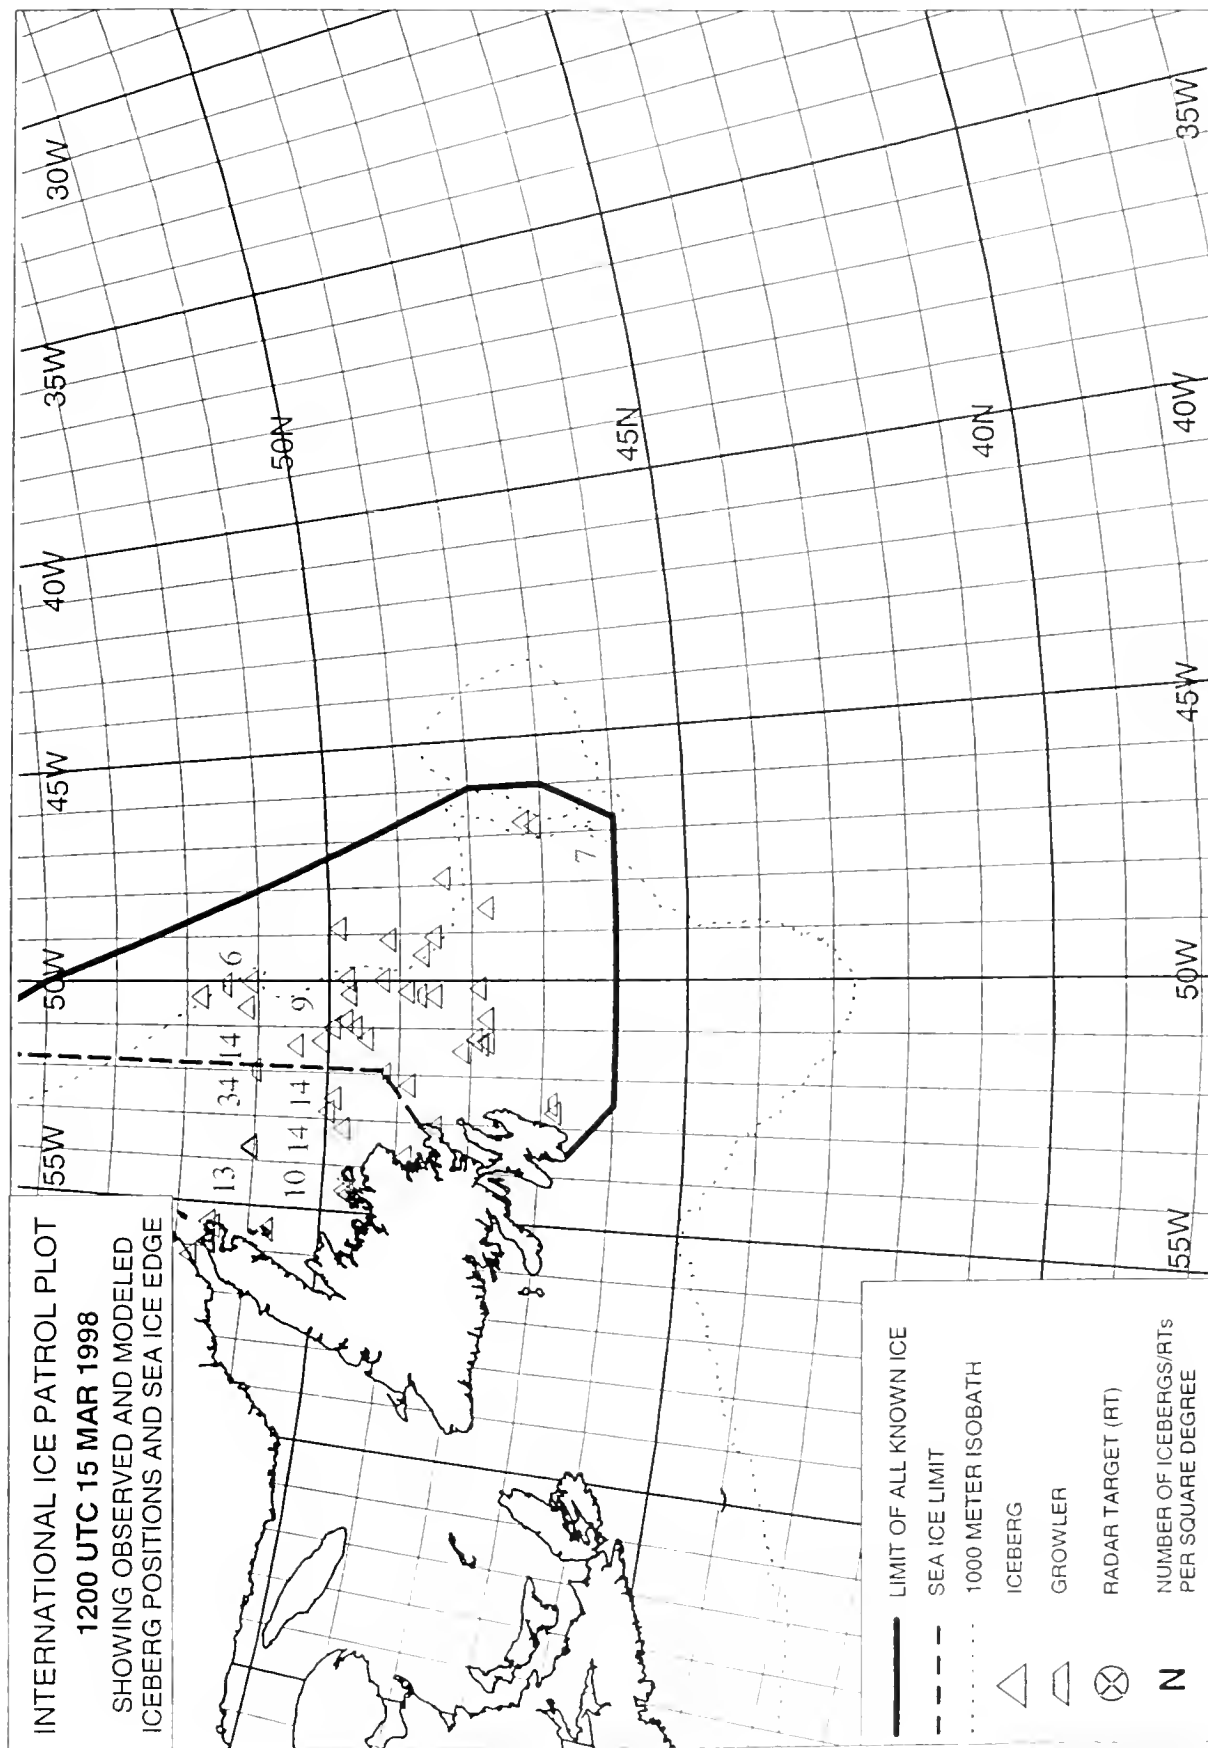 INTERNATIONAL ICE PATROL PLOT
1200 UTC 15 MAR 1998
SHOWING OBSERVED AND MODELED
ICEBERG POSITIONS AND SEA ICE EDGE
55W
50W
45W
40W
35W
30W
50N
45N
40N
13
34
14
6
10
14
14
9
5
7
55W
50W
45W
40W
35W
LIMIT OF ALL KNOWN ICE
SEA ICE LIMIT
1000 METER ISOBATH
ICEBERG
GROWLER
RADAR TARGET (RT)
N NUMBER OF ICEBERGS/RTs
PER SQUARE DEGREE